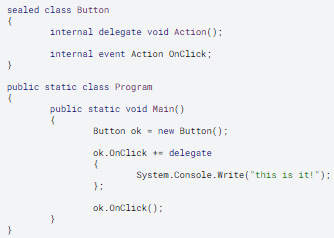 sealed class Button
{
        internal delegate void Action();

        internal event Action OnClick;
}

public static class Program
{
        public static void Main()
        {
                Button ok = new Button();

                ok.OnClick += delegate
                {
                        System.Console.Write("this is it!");
                };

                ok.OnClick();
        }
}